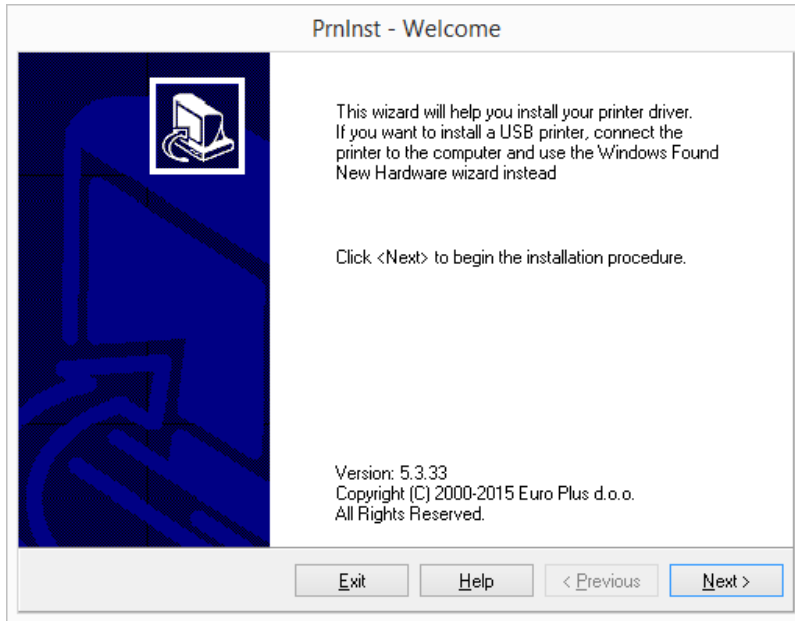 PrnInst - Welcome
This wizard will help you install your printer driver.
If you want to install a USB printer, connect the
printer to the computer and use the Windows Found
New Hardware wizard instead
Click <Next> to begin the installation procedure.
Version: 5.3.33
Copyright (C) 2000-2015 Euro Plus d.o.o.
All Rights Reserved.
Exit Help < Previous Next >